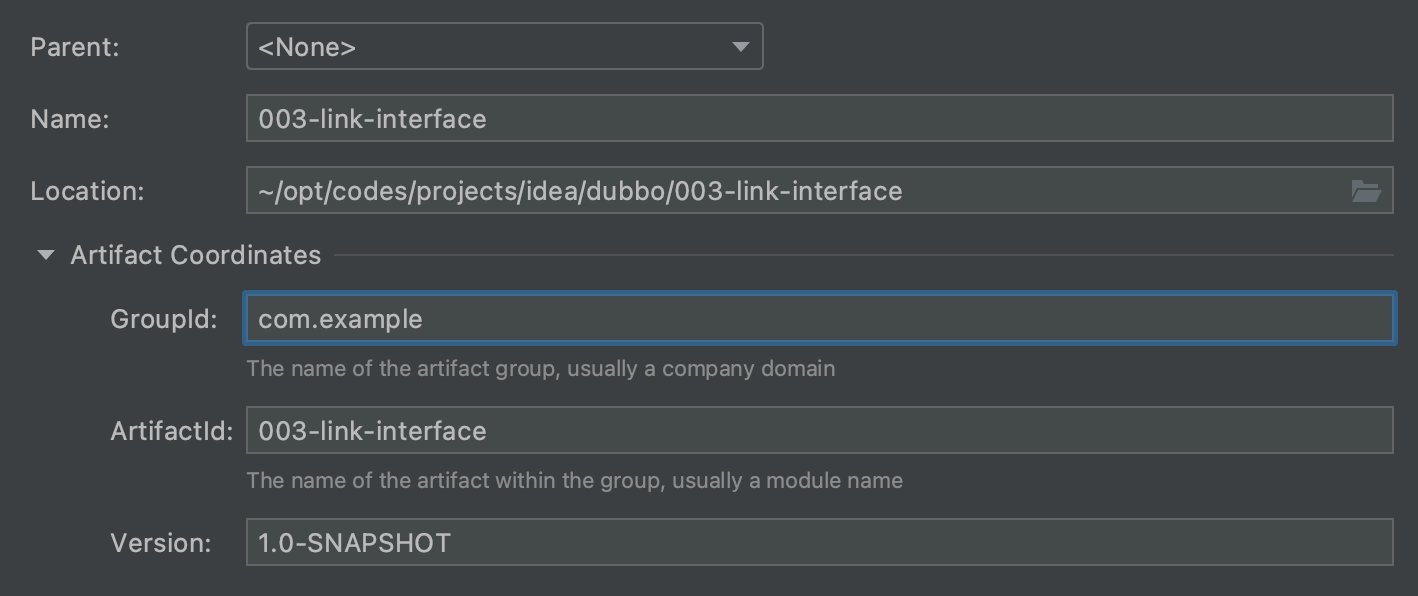 Parent: <None>
Name: 003-link-interface
Location: ~/opt/codes/projects/idea/dubbo/003-link-interface
Artifact Coordinates
GroupId: com.example
The name of the artifact group, usually a company domain
ArtifactId: 003-link-interface
The name of the artifact within the group, usually a module name
Version: 1.0-SNAPSHOT